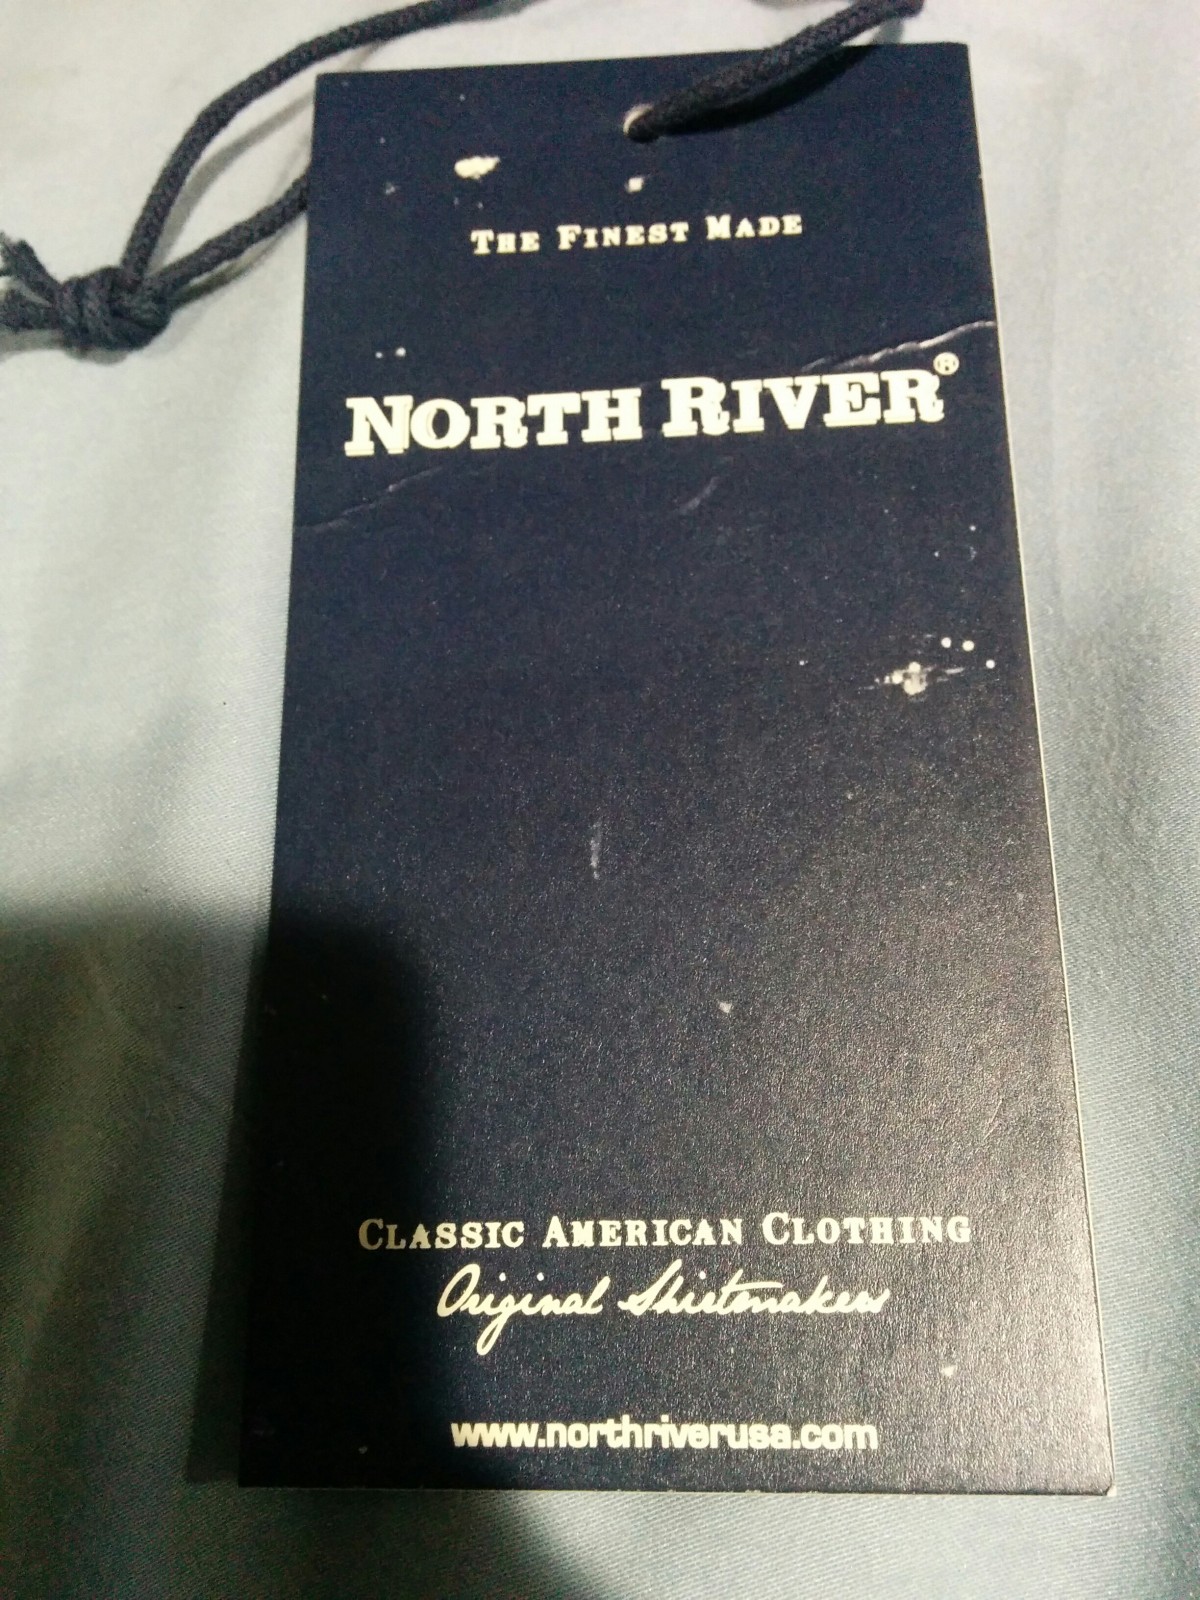 THE FINEST MADE
NORTH RIVER®
CLASSIC AMERICAN CLOTHING
Original Shirtmakers
www.northriverusa.com